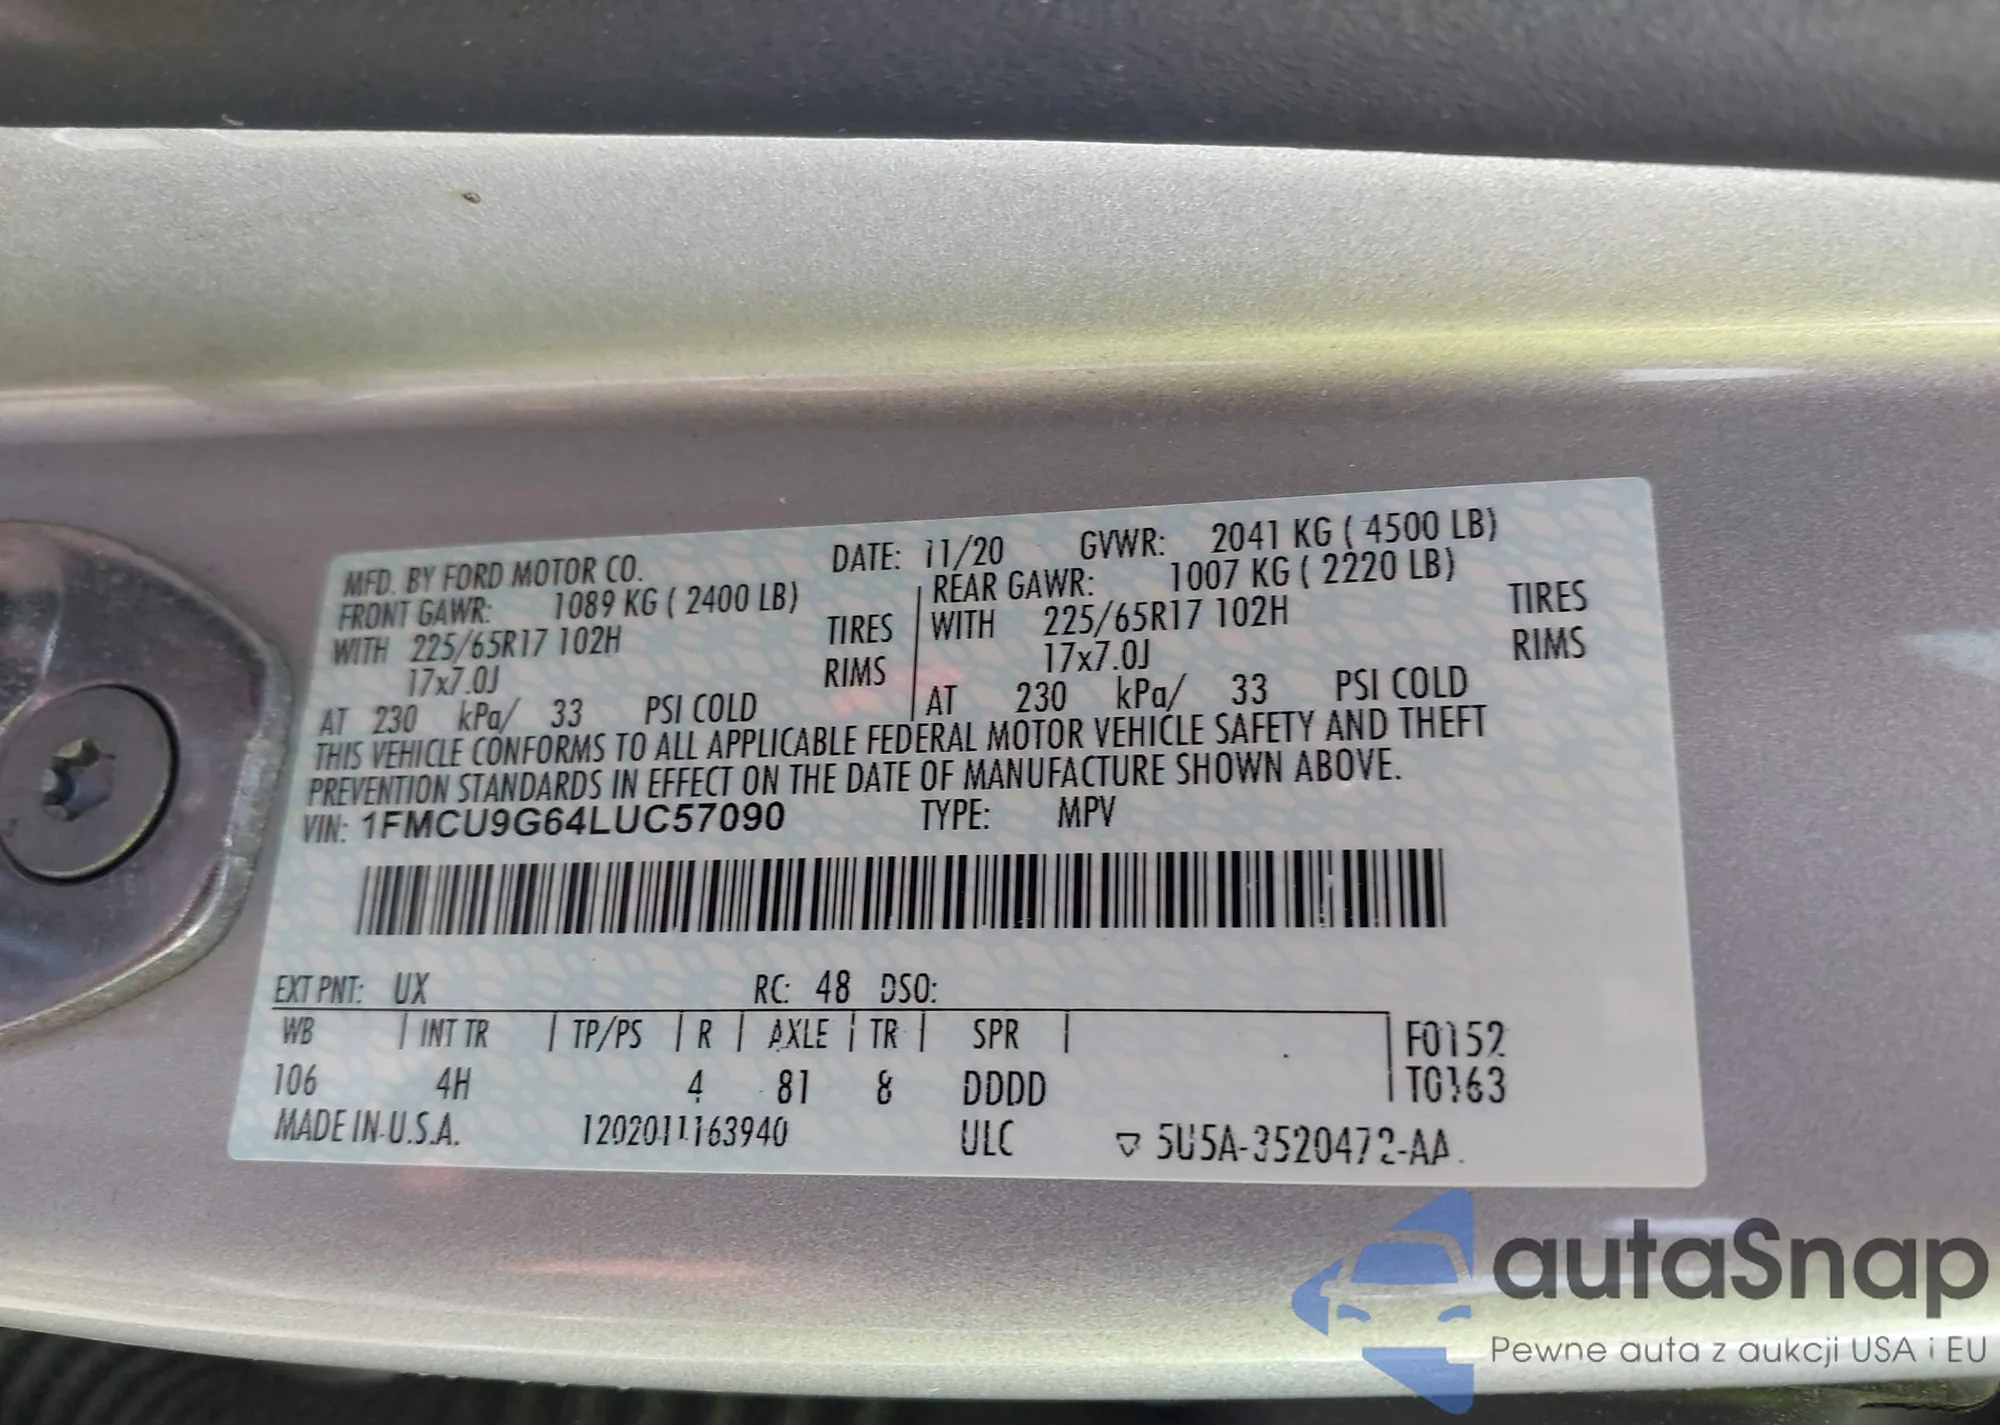 MFD. BY FORD MOTOR CO. DATE: 11/20 GVWR: 2041 KG ( 4500 LB)
FRONT GAWR: 1089 KG ( 2400 LB) REAR GAWR: 1007 KG ( 2220 LB)
WITH 225/65R17 102H TIRES WITH 225/65R17 102H TIRES
17x7.0J RIMS 17x7.0J RIMS
AT 230 kPa/ 33 PSI COLD AT 230 kPa/ 33 PSI COLD
THIS VEHICLE CONFORMS TO ALL APPLICABLE FEDERAL MOTOR VEHICLE SAFETY AND THEFT
PREVENTION STANDARDS IN EFFECT ON THE DATE OF MANUFACTURE SHOWN ABOVE.
VIN: 1FMCU9G64LUC57090 TYPE: MPV
EXT PNT: UX RC: 48 DSO:
WB INT TR TP/PS R AXLE TR SPR F0152
106 4H 4 81 8 DDDD TG163
MADE IN U.S.A. 1202011163940 ULC 5U5A-3520472-AA
autaSnap
Pewne auta z aukcji USA i EU